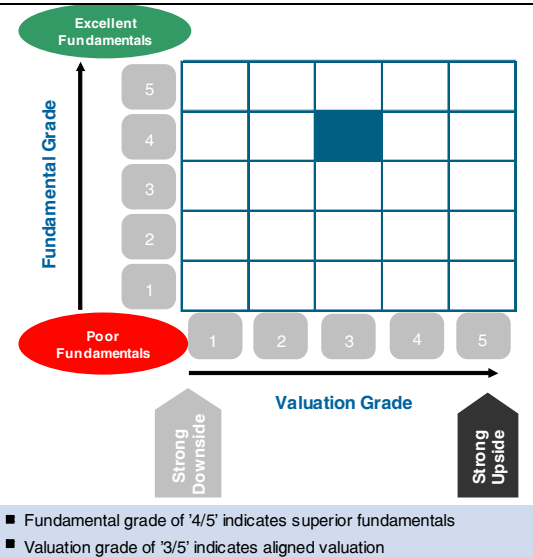 Excellent
Fundamentals
Fundamental Grade
5
4
3
2
1
Poor
Fundamentals
1 2 3 4 5
Valuation Grade
Strong
Downside
Strong
Upside
■ Fundamental grade of '4/5' indicates superior fundamentals
■ Valuation grade of '3/5' indicates aligned valuation